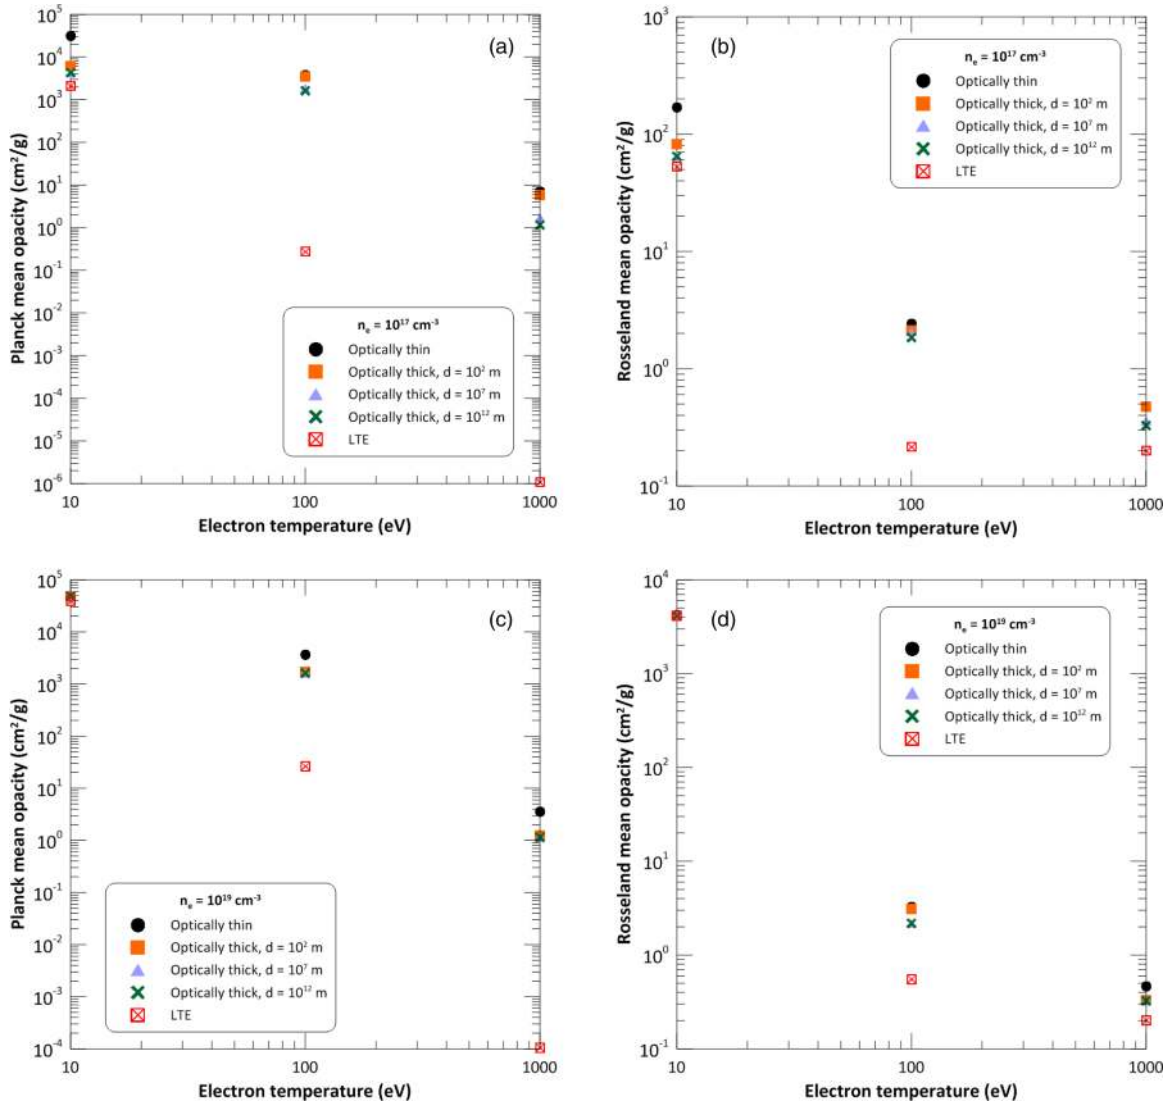 (a)
Planck mean opacity (cm²/g)
10⁵
10⁴
10³
10²
10¹
10⁰
10⁻¹
10⁻²
10⁻³
10⁻⁴
10⁻⁵
10⁻⁶
nₑ = 10¹⁷ cm⁻³
Optically thin
Optically thick, d = 10² m
Optically thick, d = 10⁷ m
Optically thick, d = 10¹² m
LTE
10 100 1000
Electron temperature (eV)
(b)
Rosseland mean opacity (cm²/g)
10³
10²
10¹
10⁰
10⁻¹
nₑ = 10¹⁷ cm⁻³
Optically thin
Optically thick, d = 10² m
Optically thick, d = 10⁷ m
Optically thick, d = 10¹² m
LTE
10 100 1000
Electron temperature (eV)
(c)
Planck mean opacity (cm²/g)
10⁵
10⁴
10³
10²
10¹
10⁰
10⁻¹
10⁻²
10⁻³
10⁻⁴
nₑ = 10¹⁹ cm⁻³
Optically thin
Optically thick, d = 10² m
Optically thick, d = 10⁷ m
Optically thick, d = 10¹² m
LTE
10 100 1000
Electron temperature (eV)
(d)
Rosseland mean opacity (cm²/g)
10⁴
10³
10²
10¹
10⁰
10⁻¹
nₑ = 10¹⁹ cm⁻³
Optically thin
Optically thick, d = 10² m
Optically thick, d = 10⁷ m
Optically thick, d = 10¹² m
LTE
10 100 1000
Electron temperature (eV)